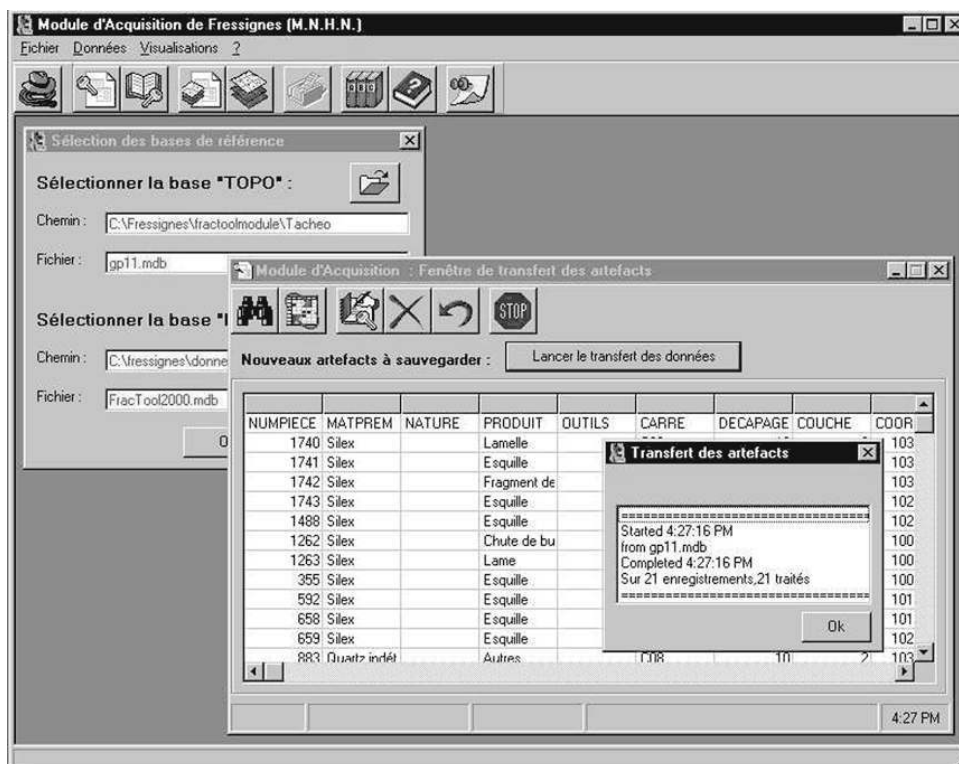 Module d'Acquisition de Fressignes (M.N.H.N.)
Fichier Données Visualisations ?
Sélection des bases de référence
Sélectionner la base "TOPO" :
Chemin : C:\Fressignes\fractoolmodule\Tacheo
Fichier : gp11.mdb
Sélectionner la base "
Chemin : C:\fressignes\donne
Fichier : FracTool2000.mdb
O
Module d'Acquisition : Fenêtre de transfert des artefacts
STOP
Nouveaux artefacts à sauvegarder : Lancer le transfert des données
NUMPIECE MATPREM NATURE PRODUIT OUTILS CARRE DECAPAGE COUCHE COOR
1740 Silex Lamelle 103
1741 Silex Esquille 103
1742 Silex Fragment de 103
1743 Silex Esquille 102
1488 Silex Esquille 102
1262 Silex Chute de bu 100
1263 Silex Lame 100
355 Silex Esquille 100
592 Silex Esquille 101
658 Silex Esquille 101
659 Silex Esquille 102
883 Quartz indét Autres C08 10 2 103
Transfert des artefacts
====================================
Started 4:27:16 PM
from gp11.mdb
Completed 4:27:16 PM
Sur 21 enregistrements,21 traités
====================================
Ok
4:27 PM